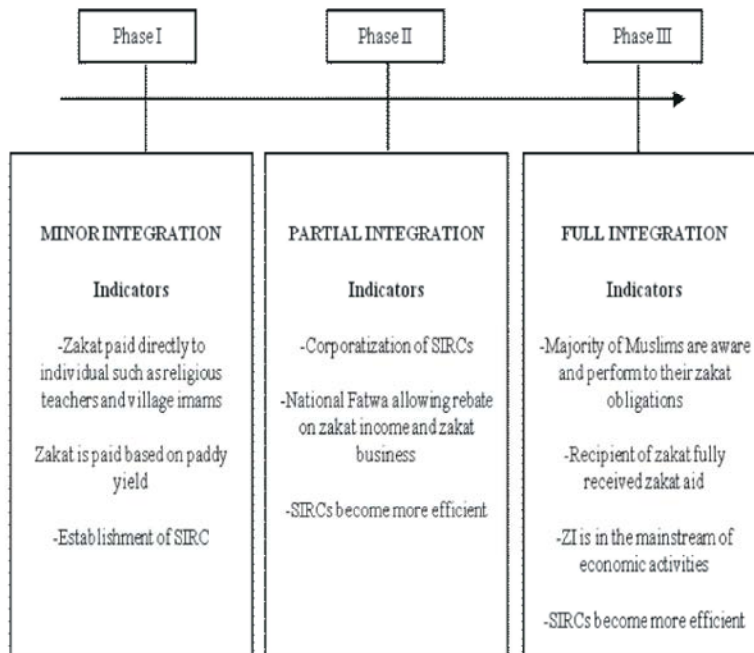 Phase I
Phase II
Phase III
MINOR INTEGRATION
Indicators
-Zakat paid directly to
individual such as religious
teachers and village imams
Zakat is paid based on paddy
yield
-Establishment of SIRC
PARTIAL INTEGRATION
Indicators
-Corporatization of SIRCs
-National Fatwa allowing rebate
on zakat income and zakat
business
-SIRCs become more efficient
FULL INTEGRATION
Indicators
-Majority of Muslims are aware
and perform to their zakat
obligations
-Recipient of zakat fully
received zakat aid
-ZI is in the mainstream of
economic activities
-SIRCs become more efficient